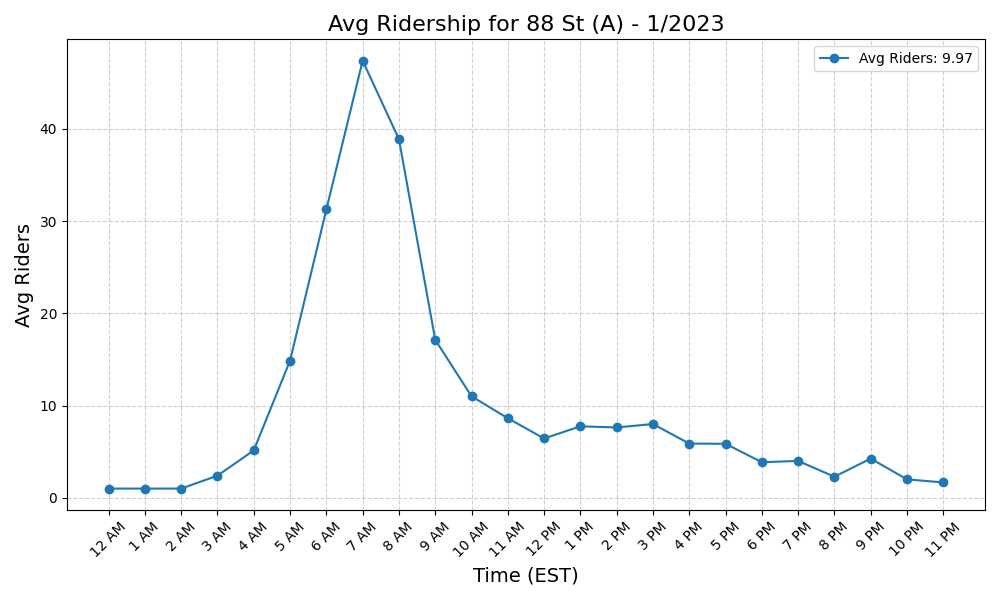 Avg Ridership for 88 St (A) - 1/2023
Avg Riders: 9.97
Avg Riders
40
30
20
10
0
12 AM
1 AM
2 AM
3 AM
4 AM
5 AM
6 AM
7 AM
8 AM
9 AM
10 AM
11 AM
12 PM
1 PM
2 PM
3 PM
4 PM
5 PM
6 PM
7 PM
8 PM
9 PM
10 PM
11 PM
Time (EST)